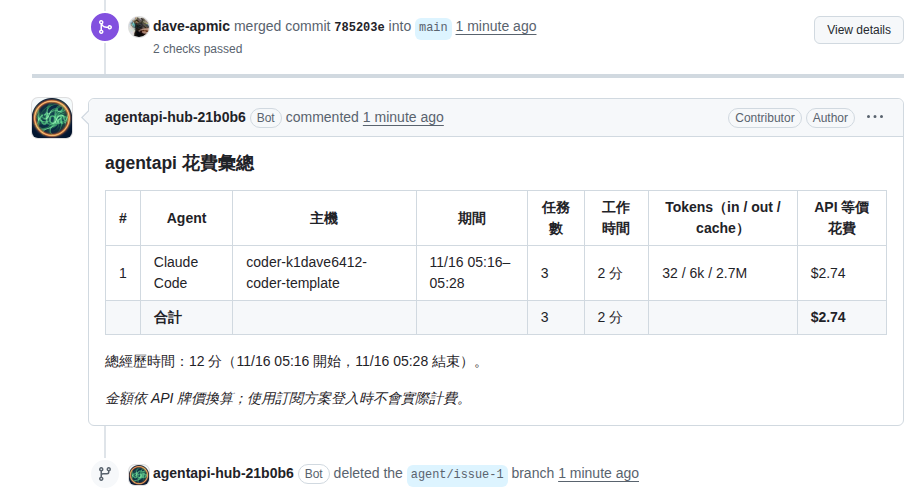 dave-apmic merged commit 785203e into main 1 minute ago
View details
2 checks passed
agentapi-hub-21b0b6 Bot commented 1 minute ago
Contributor Author
agentapi 花費彙總
# Agent 主機 期間 任務數 工作時間 Tokens（in / out / cache） API 等價花費
1 Claude Code coder-k1dave6412-coder-template 11/16 05:16–05:28 3 2 分 32 / 6k / 2.7M $2.74
合計 3 2 分 $2.74
總經歷時間：12 分（11/16 05:16 開始，11/16 05:28 結束）。
金額依 API 牌價換算；使用訂閱方案登入時不會實際計費。
agentapi-hub-21b0b6 Bot deleted the agent/issue-1 branch 1 minute ago